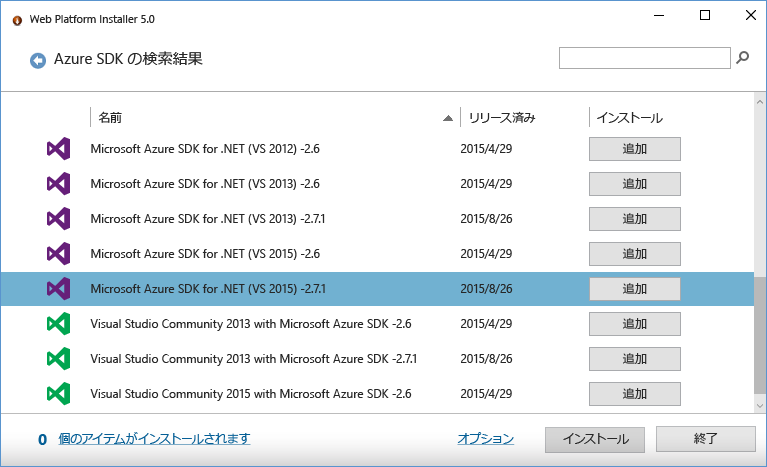 Web Platform Installer 5.0
Azure SDK の検索結果
名前 リリース済み インストール
Microsoft Azure SDK for .NET (VS 2012) -2.6 2015/4/29 追加
Microsoft Azure SDK for .NET (VS 2013) -2.6 2015/4/29 追加
Microsoft Azure SDK for .NET (VS 2013) -2.7.1 2015/8/26 追加
Microsoft Azure SDK for .NET (VS 2015) -2.6 2015/4/29 追加
Microsoft Azure SDK for .NET (VS 2015) -2.7.1 2015/8/26 追加
Visual Studio Community 2013 with Microsoft Azure SDK -2.6 2015/4/29 追加
Visual Studio Community 2013 with Microsoft Azure SDK -2.7.1 2015/8/26 追加
Visual Studio Community 2015 with Microsoft Azure SDK -2.6 2015/4/29 追加
0 個のアイテムがインストールされます オプション インストール 終了